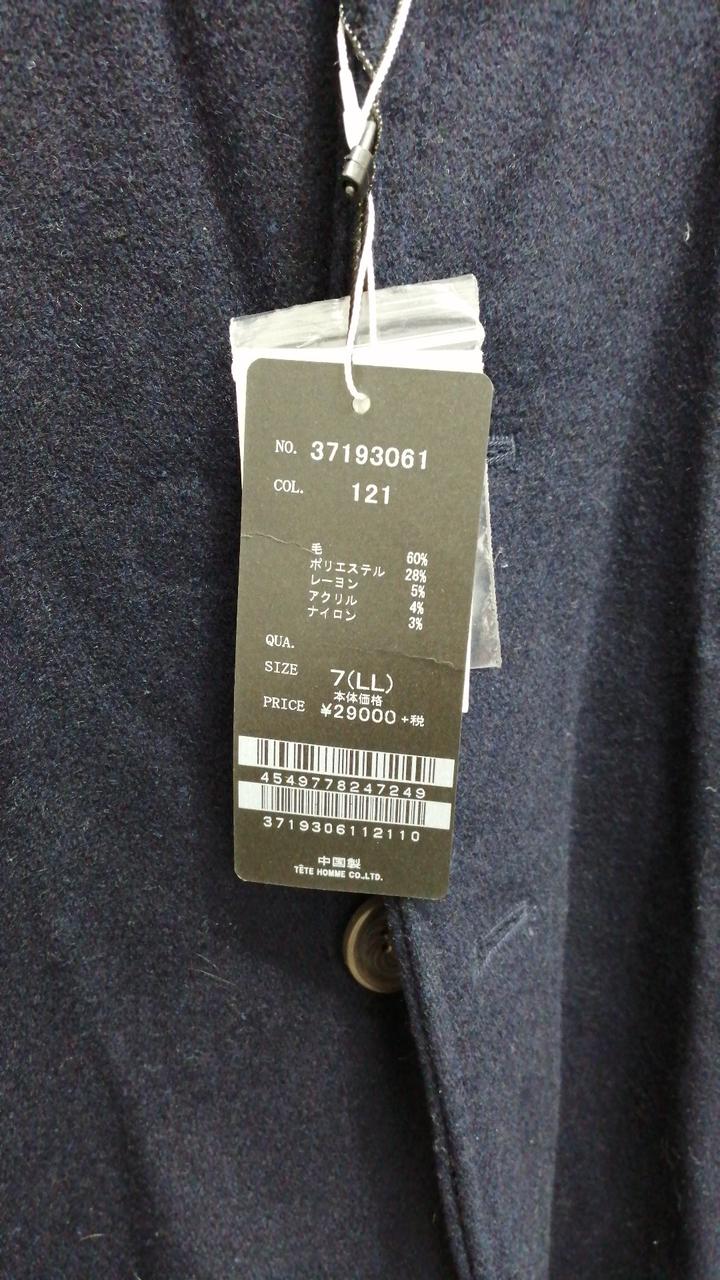 NO. 37193061
COL. 121
毛 60%
ポリエステル 28%
レーヨン 5%
アクリル 4%
ナイロン 3%
QUA.
SIZE 7(LL)
本体価格
PRICE ¥29000+税
4549778247249
3719306112110
中国製
TÊTE HOMME CO.,LTD.